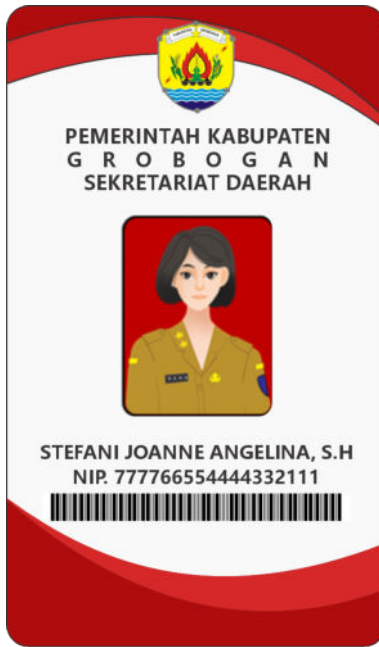 PEMERINTAH KABUPATEN
G R O B O G A N
SEKRETARIAT DAERAH
STEFANI JOANNE ANGELINA, S.H
NIP. 777766554444332111